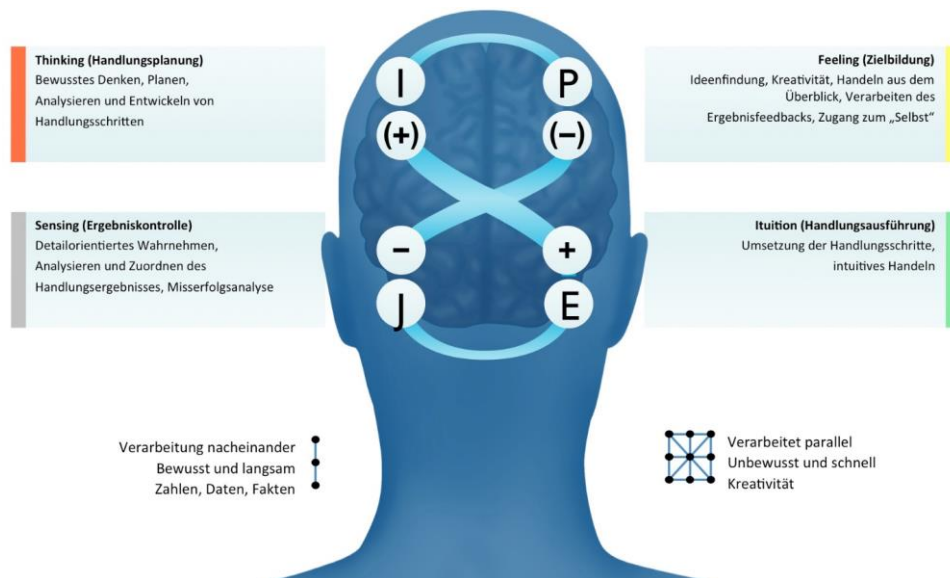 Thinking (Handlungsplanung)
Bewusstes Denken, Planen,
Analysieren und Entwickeln von
Handlungsschritten
I
P
(+)
(−)
Feeling (Zielbildung)
Ideenfindung, Kreativität, Handeln aus dem
Überblick, Verarbeiten des
Ergebnisfeedbacks, Zugang zum „Selbst“
Sensing (Ergebniskontrolle)
Detailorientiertes Wahrnehmen,
Analysieren und Zuordnen des
Handlungsergebnisses, Misserfolgsanalyse
−
+
J
E
Ituition (Handlungsausführung)
Umsetzung der Handlungsschritte,
intuitives Handeln
Verarbeitung nacheinander
Bewusst und langsam
Zahlen, Daten, Fakten
Verarbeitet parallel
Unbewusst und schnell
Kreativität